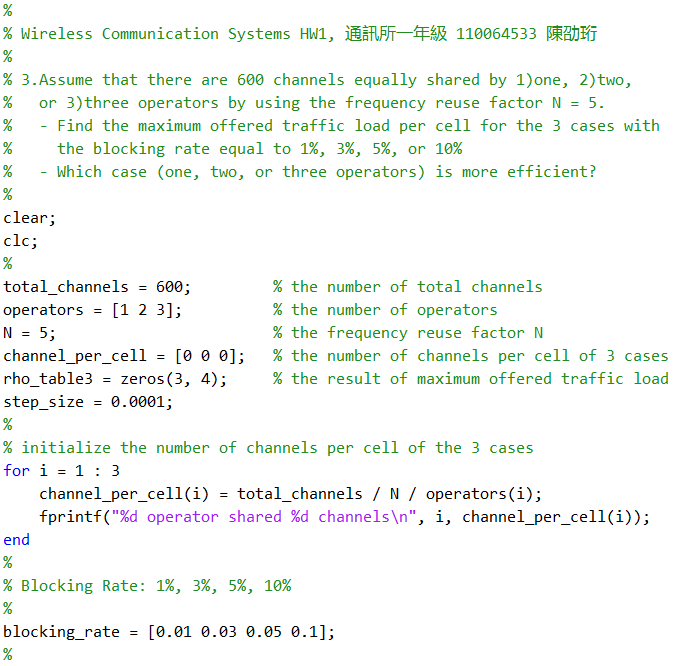 %
% Wireless Communication Systems HW1, 通訊所一年級 110064533 陳劭珩
%
% 3.Assume that there are 600 channels equally shared by 1)one, 2)two,
%   or 3)three operators by using the frequency reuse factor N = 5.
%   - Find the maximum offered traffic load per cell for the 3 cases with
%     the blocking rate equal to 1%, 3%, 5%, or 10%
%   - Which case (one, two, or three operators) is more efficient?
%
clear;
clc;
%
total_channels = 600;         % the number of total channels
operators = [1 2 3];          % the number of operators
N = 5;                        % the frequency reuse factor N
channel_per_cell = [0 0 0];   % the number of channels per cell of 3 cases
rho_table3 = zeros(3, 4);     % the result of maximum offered traffic load
step_size = 0.0001;
%
% initialize the number of channels per cell of the 3 cases
for i = 1 : 3
    channel_per_cell(i) = total_channels / N / operators(i);
    fprintf("%d operator shared %d channels\n", i, channel_per_cell(i));
end
%
% Blocking Rate: 1%, 3%, 5%, 10%
%
blocking_rate = [0.01 0.03 0.05 0.1];
%